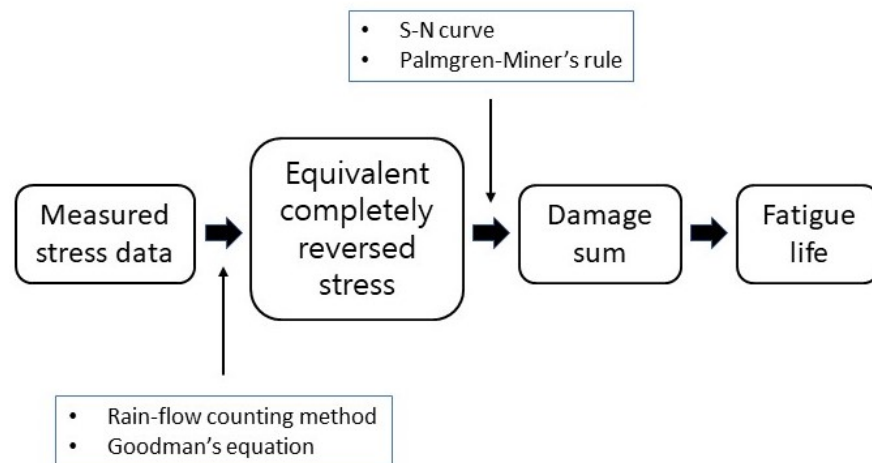 • S-N curve
• Palmgren-Miner's rule
Measured
stress data
Equivalent
completely
reversed
stress
Damage
sum
Fatigue
life
• Rain-flow counting method
• Goodman's equation